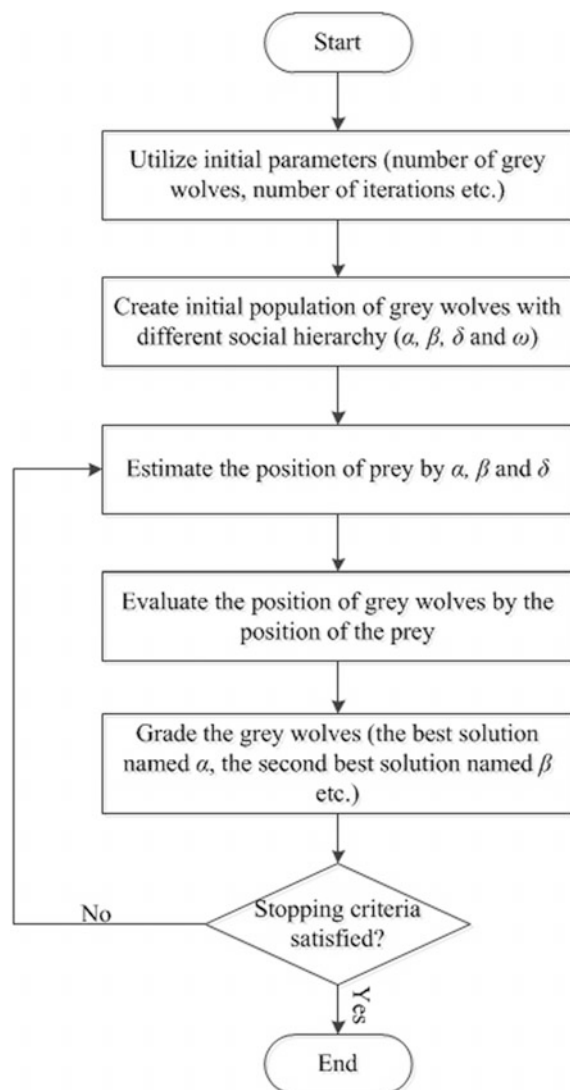 Start
Utilize initial parameters (number of grey
wolves, number of iterations etc.)
Create initial population of grey wolves with
different social hierarchy (α, β, δ and ω)
Estimate the position of prey by α, β and δ
Evaluate the position of grey wolves by the
position of the prey
Grade the grey wolves (the best solution
named α, the second best solution named β
etc.)
Stopping criteria
satisfied?
No
Yes
End